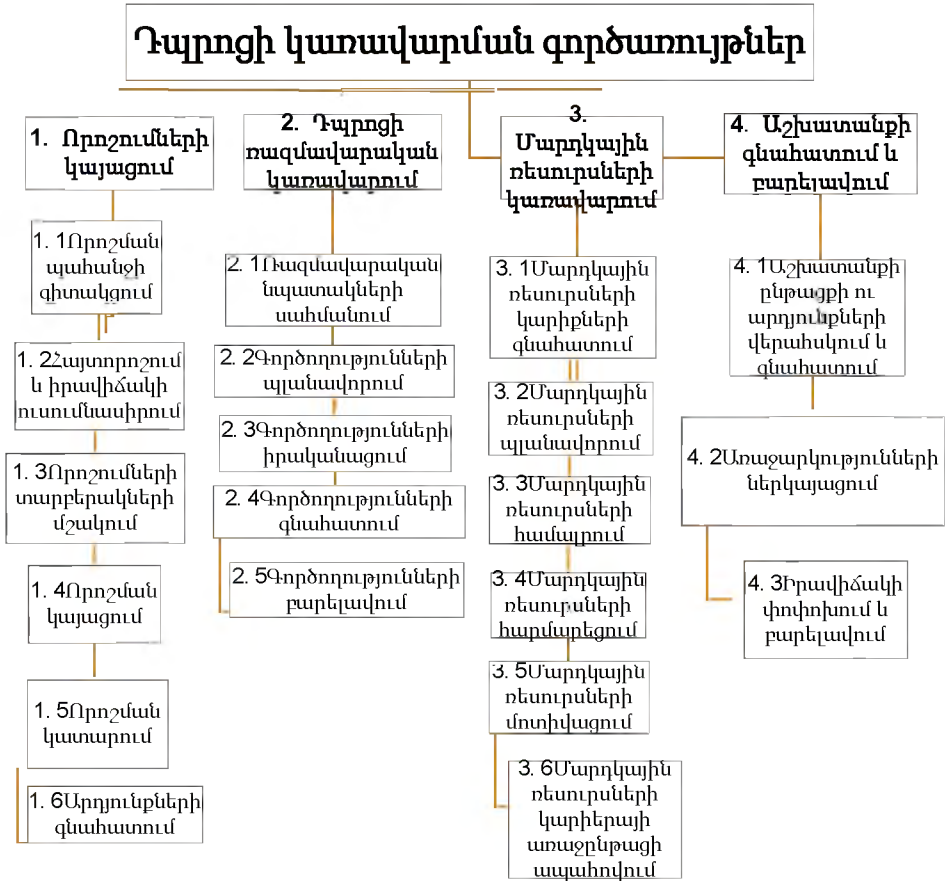 Դպրոցի կառավարման գործառույթներ
1. Որոշումների
կայացում
1. 1Որոշման
պահանջի
գիտակցում
1. 2Հայտորոշում
և իրավիճակի
ուսումնասիրում
1. 3Որոշումների
տարբերակների
մշակում
1. 4Որոշման
կայացում
1. 5Որոշման
կատարում
1. 6Արդյունքների
գնահատում
2. Դպրոցի
ռազմավարական
կառավարում
2. 1Ռազմավարական
նպատակների
սահմանում
2. 2Գործողությունների
պլանավորում
2. 3Գործողությունների
իրականացում
2. 4Գործողությունների
գնահատում
2. 5Գործողությունների
բարելավում
3.
Մարդկային
ռեսուրսների
կառավարում
3. 1Մարդկային
ռեսուրսների
կարիքների
գնահատում
3. 2Մարդկային
ռեսուրսների
պլանավորում
3. 3Մարդկային
ռեսուրսների
համալրում
3. 4Մարդկային
ռեսուրսների
հարմարեցում
3. 5Մարդկային
ռեսուրսների
մոտիվացում
3. 6Մարդկային
ռեսուրսների
կարիերայի
առաջընթացի
ապահովում
4. Աշխատանքի
գնահատում և
բարելավում
4. 1Աշխատանքի
ընթացքի ու
արդյունքների
վերահսկում և
գնահատում
4. 2Առաջարկությունների
ներկայացում
4. 3Իրավիճակի
փոփոխում և
բարելավում